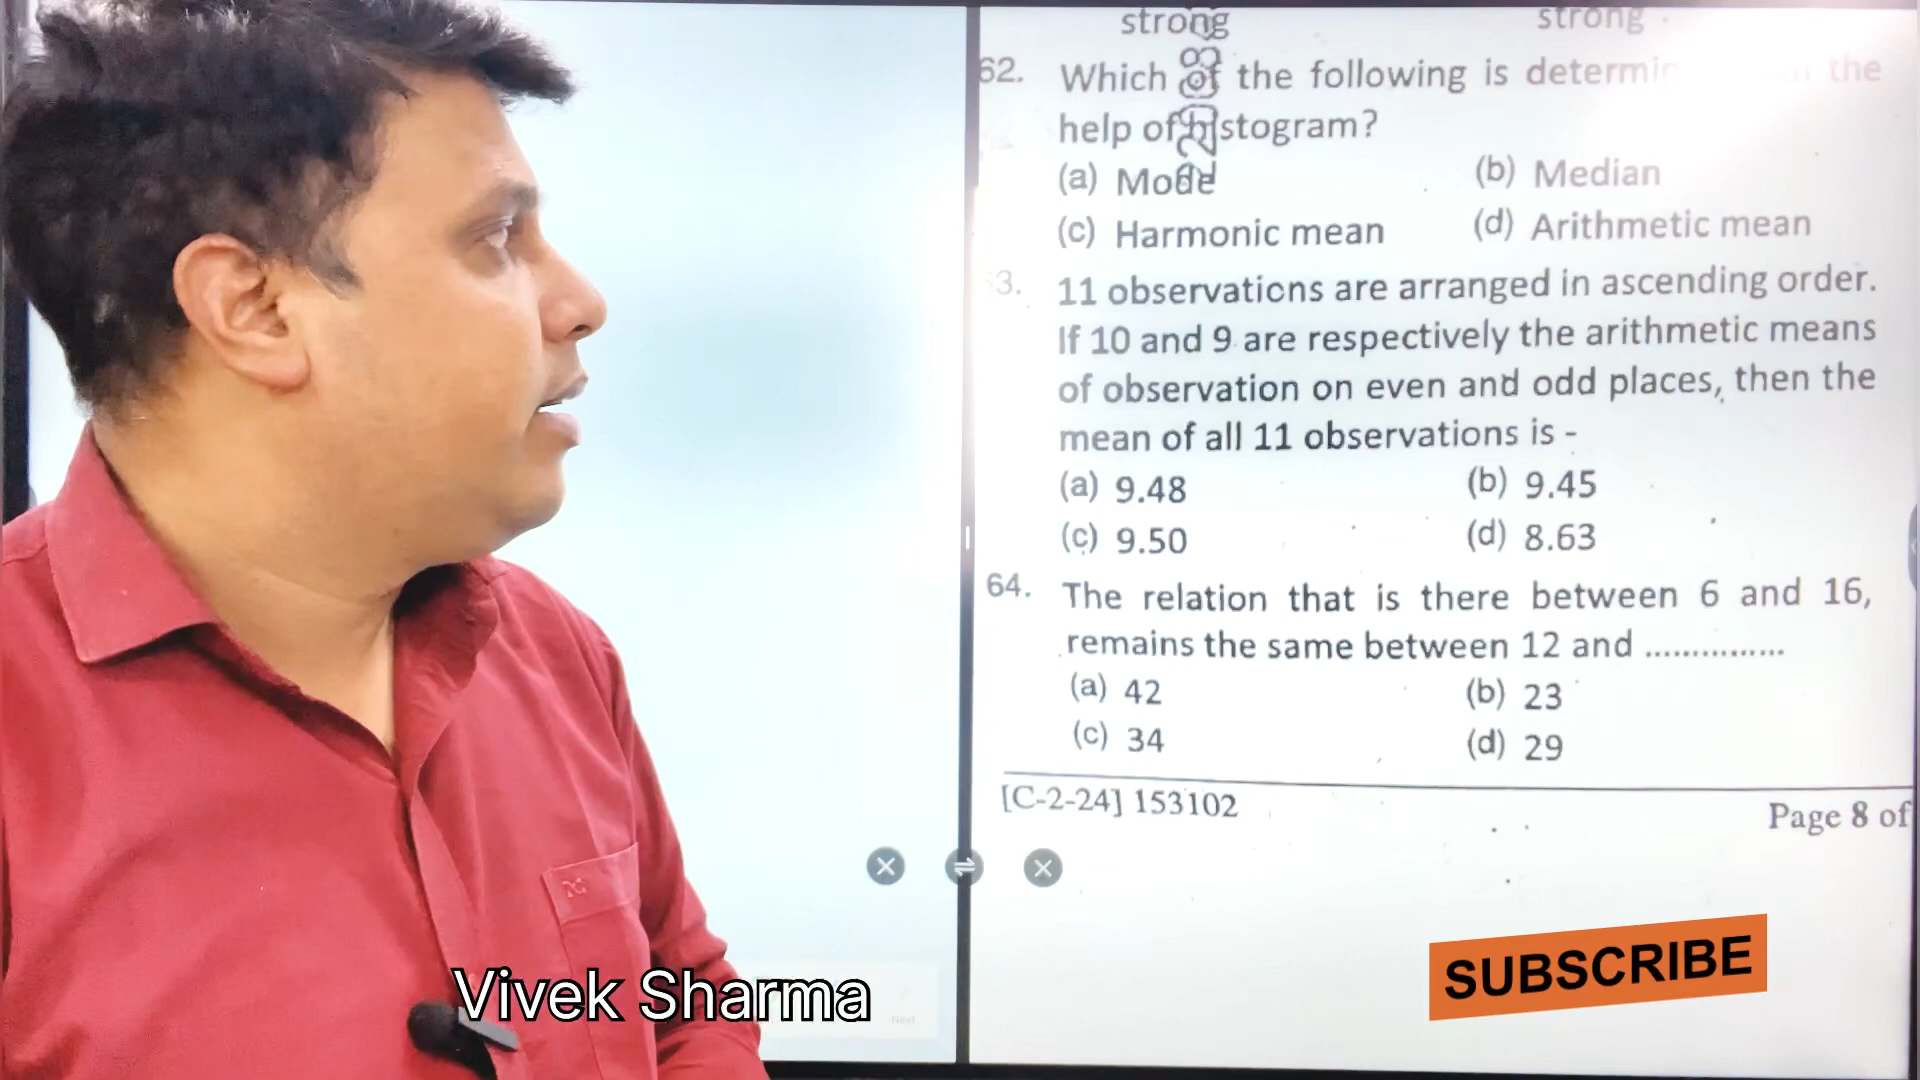 strong strong
62. Which of the following is the
help of histogram?
(a) Mode (b) Median
(c) Harmonic mean (d) Arithmetic mean
3. 11 observations are arranged in ascending order.
If 10 and 9 are respectively the arithmetic means
of observation on even and odd places, then the
mean of all 11 observations is -
(a) 9.48 (b) 9.45
(c) 9.50 (d) 8.63
64. The relation that is there between 6 and 16,
remains the same between 12 and ...............
(a) 42 (b) 23
(c) 34 (d) 29
[C-2-24] 153102
Page 8 of
SUBSCRIBE
Vivek Sharma
Next